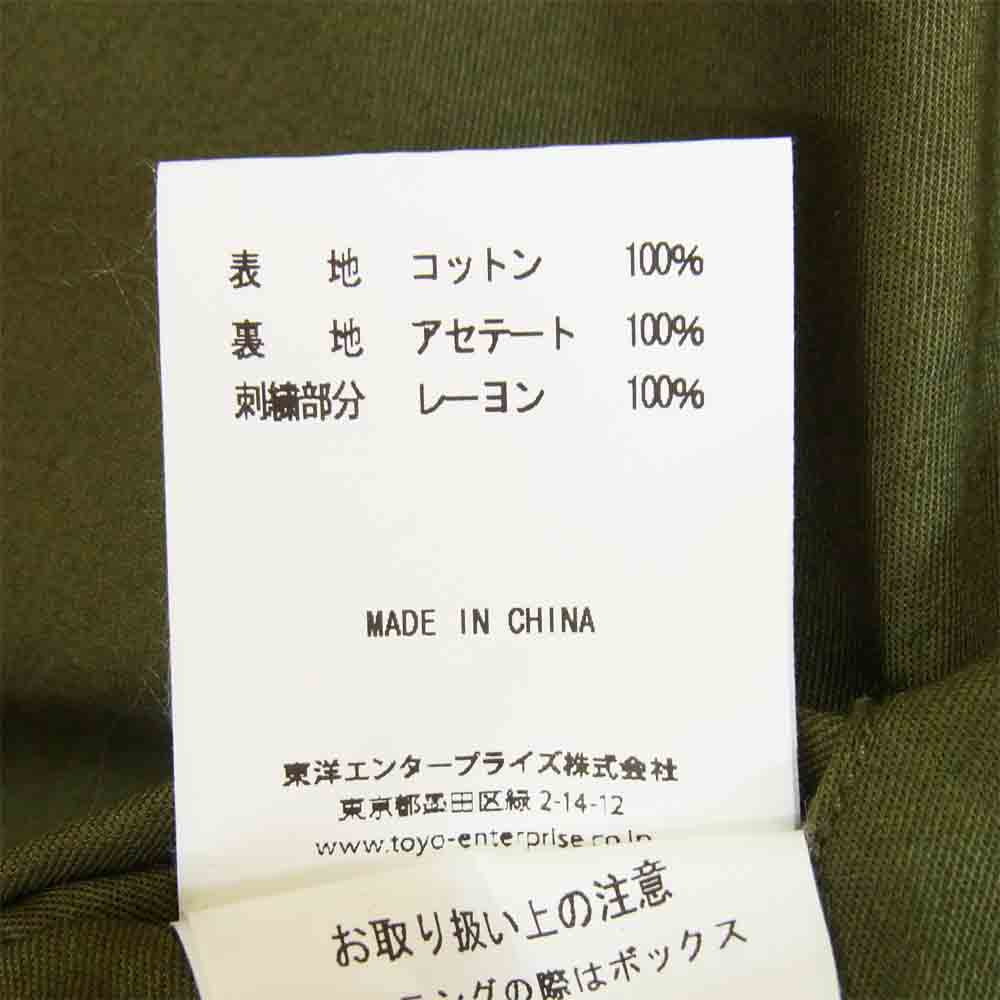 表 地 コットン 100%
裏 地 アセテート 100%
刺繍部分 レーヨン 100%
MADE IN CHINA
東洋エンタープライズ株式会社
東京都墨田区緑 2-14-12
www.toyo-enterprise.co.jp
お取り扱い上の注意
ングの際はボックス